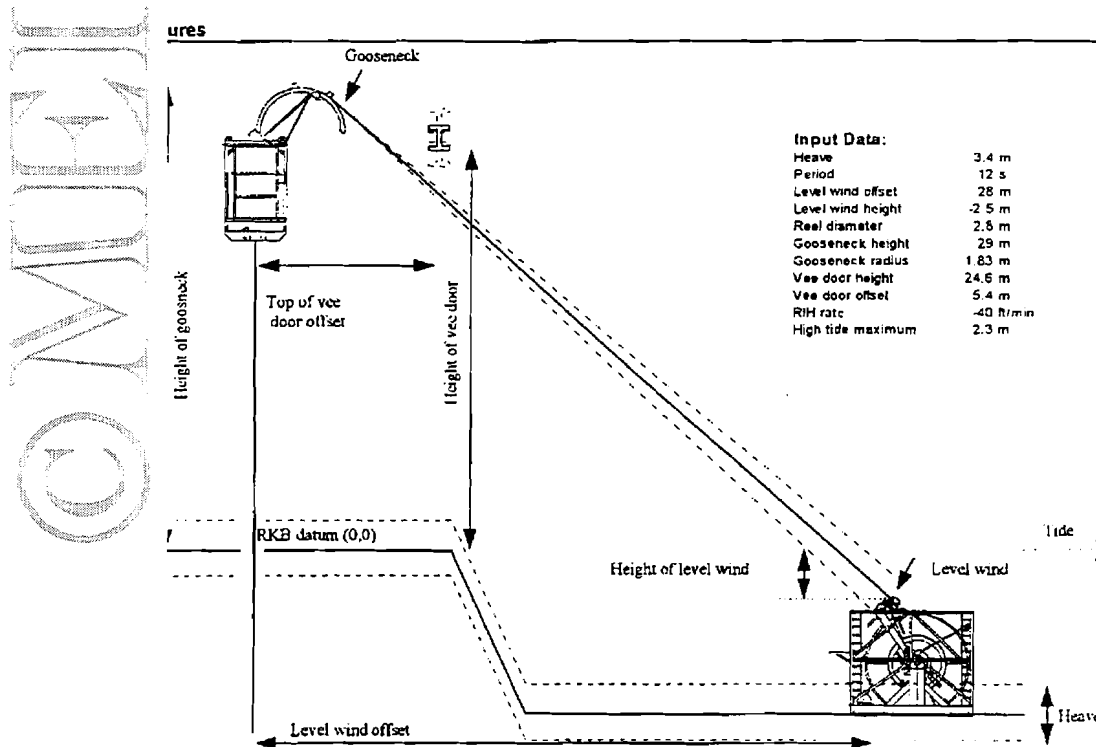 ures
Gooseneck
Input Data:
Heave 3.4 m
Period 12 s
Level wind offset 28 m
Level wind height -2 5 m
Reel diameter 2.8 m
Gooseneck height 29 m
Gooseneck radius 1.83 m
Vee door height 24.6 m
Vee door offset 5.4 m
RIH rate -40 ft/min
High tide maximum 2.3 m
Height of goosneck
Top of vee
door offset
Height of vee door
RKB datum (0,0)
Tide
Height of level wind
Level wind
Heave
Level wind offset